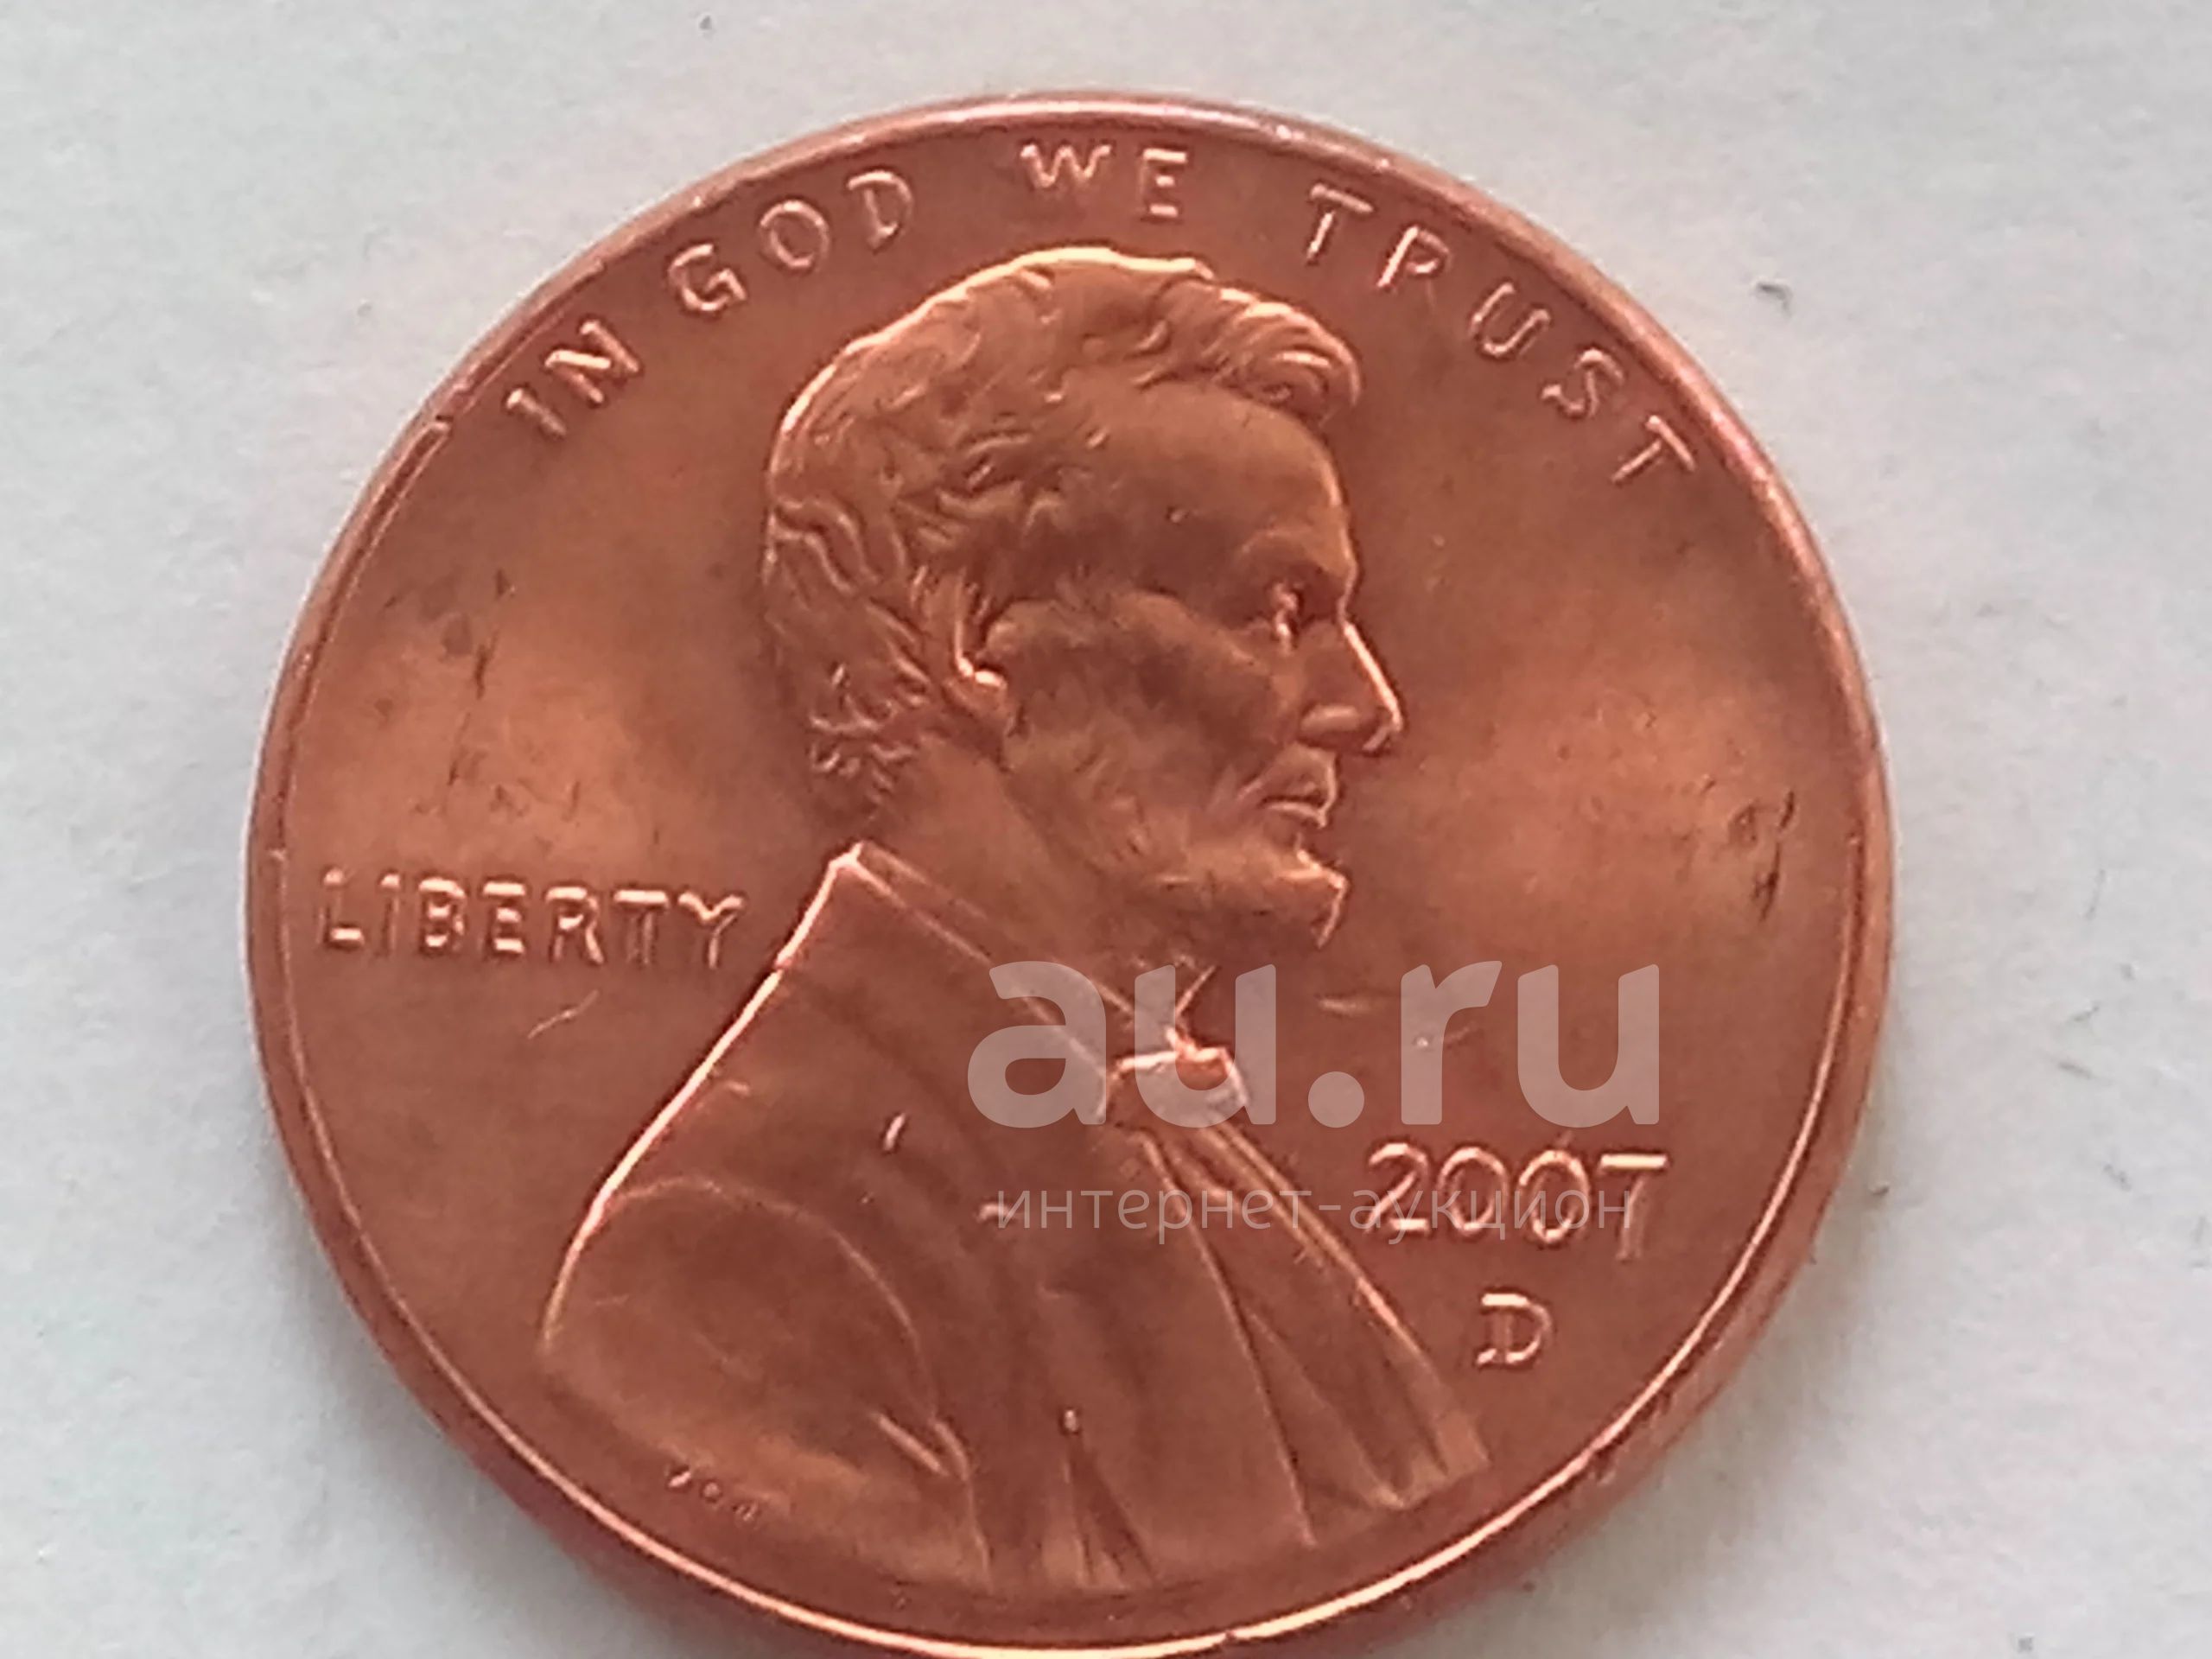 IN GOD WE TRUST
LIBERTY
au.ru
2007
интернет-аукцион
D